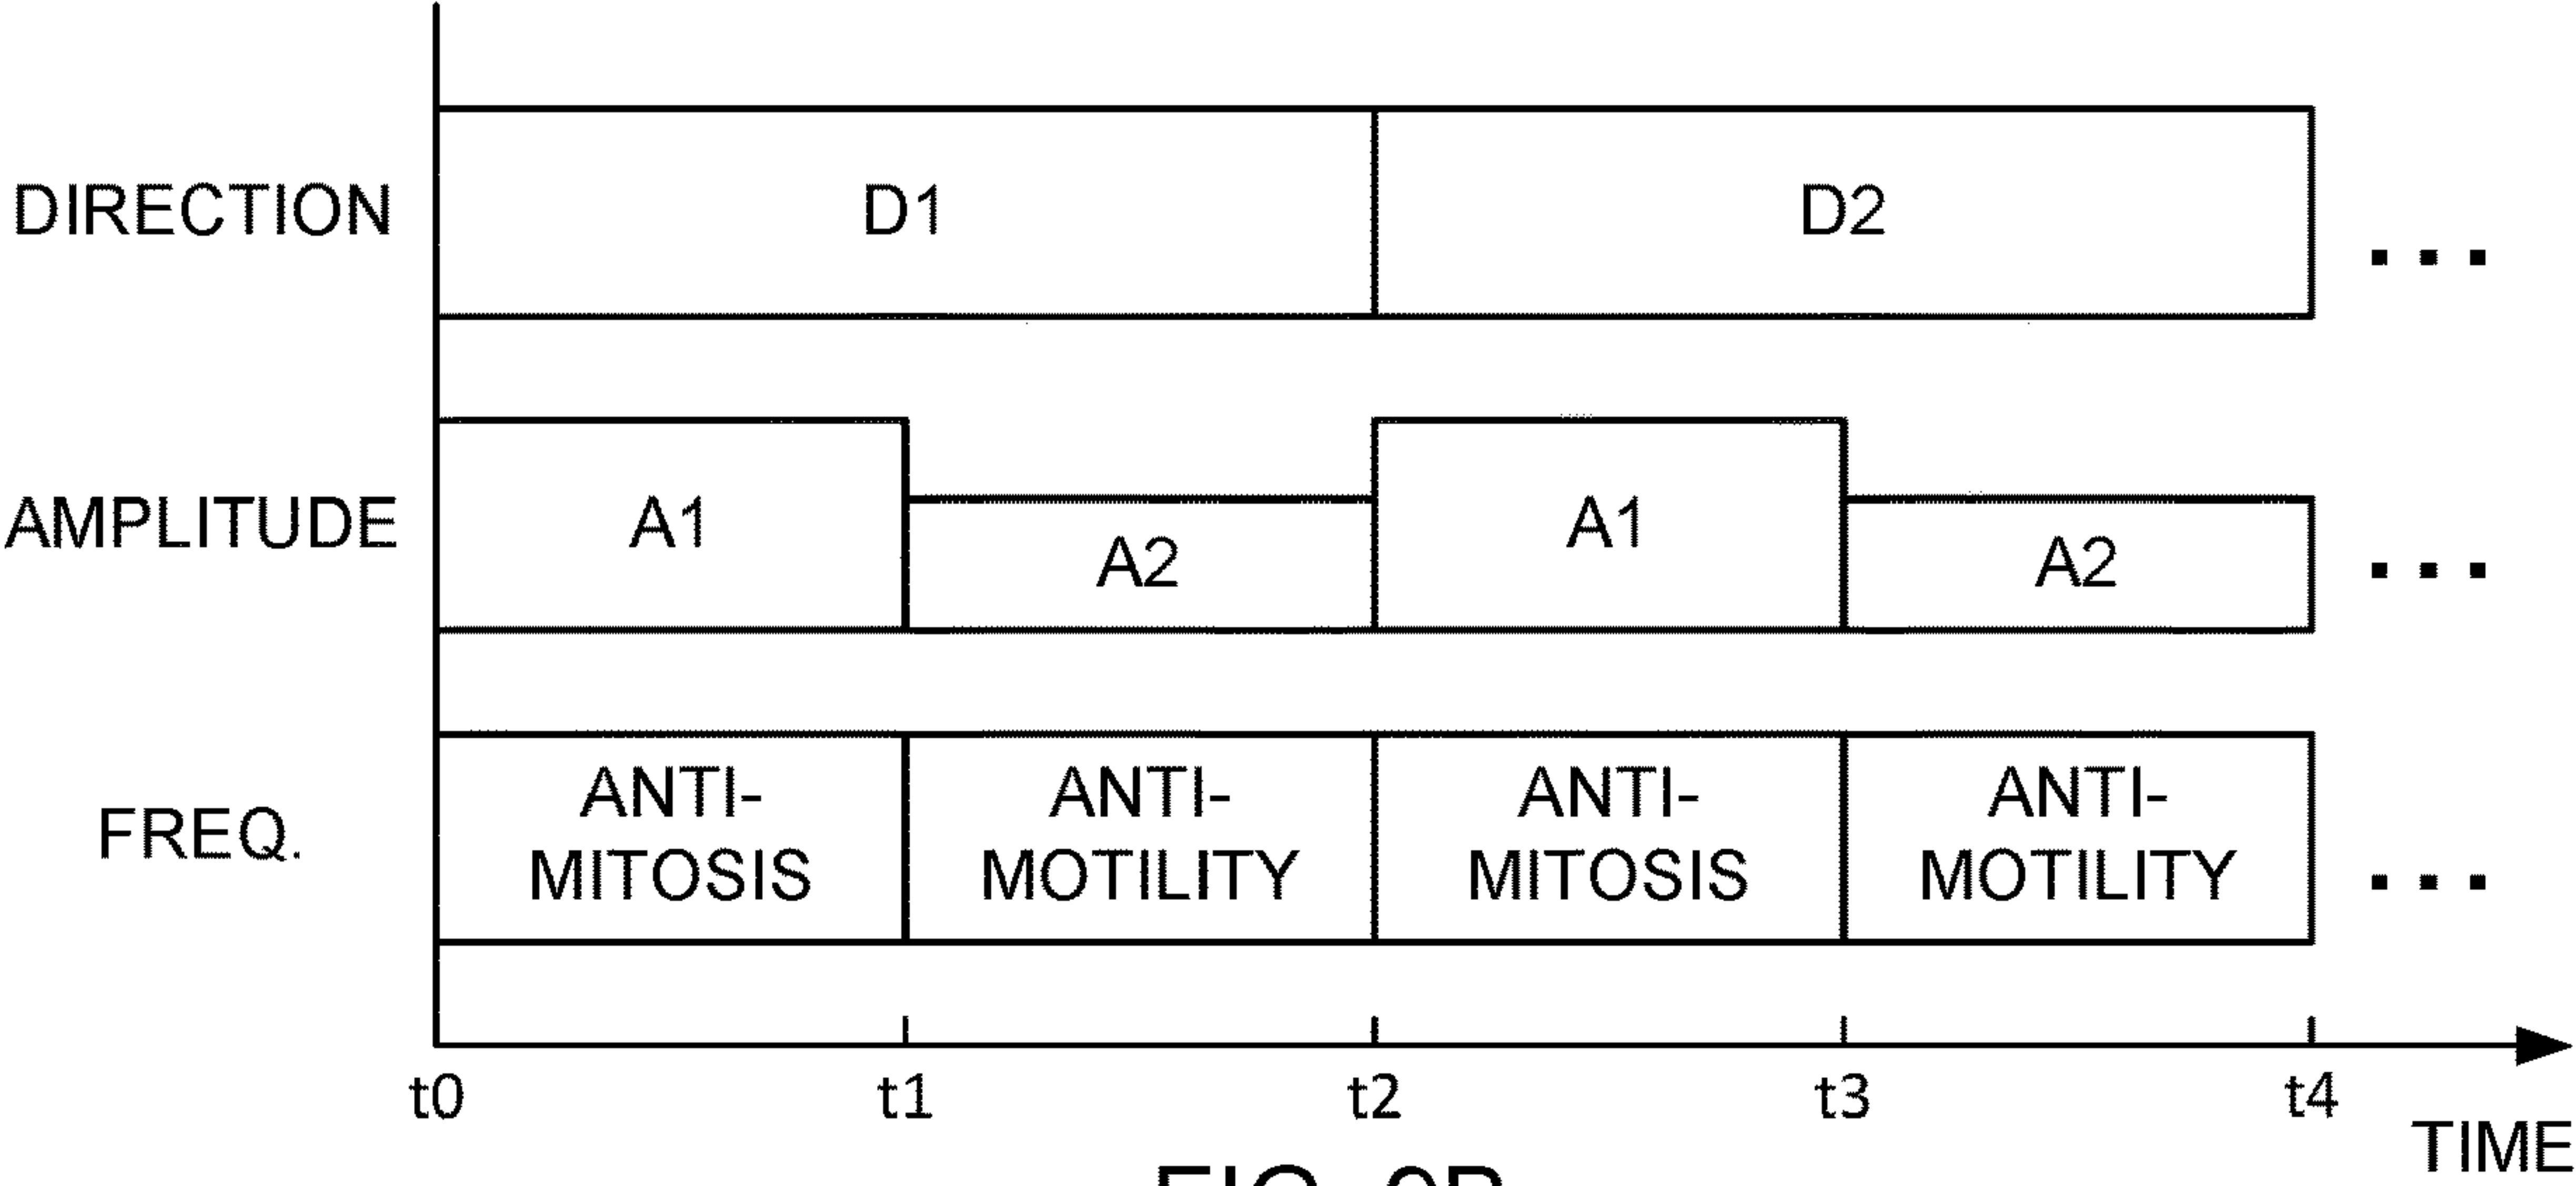 DIRECTION D1 D2
AMPLITUDE A1 A2 A1 A2
FREQ. ANTI- ANTI- ANTI- ANTI-
MITOSIS MOTILITY MITOSIS MOTILITY
t0 t1 t2 t3 t4
TIME